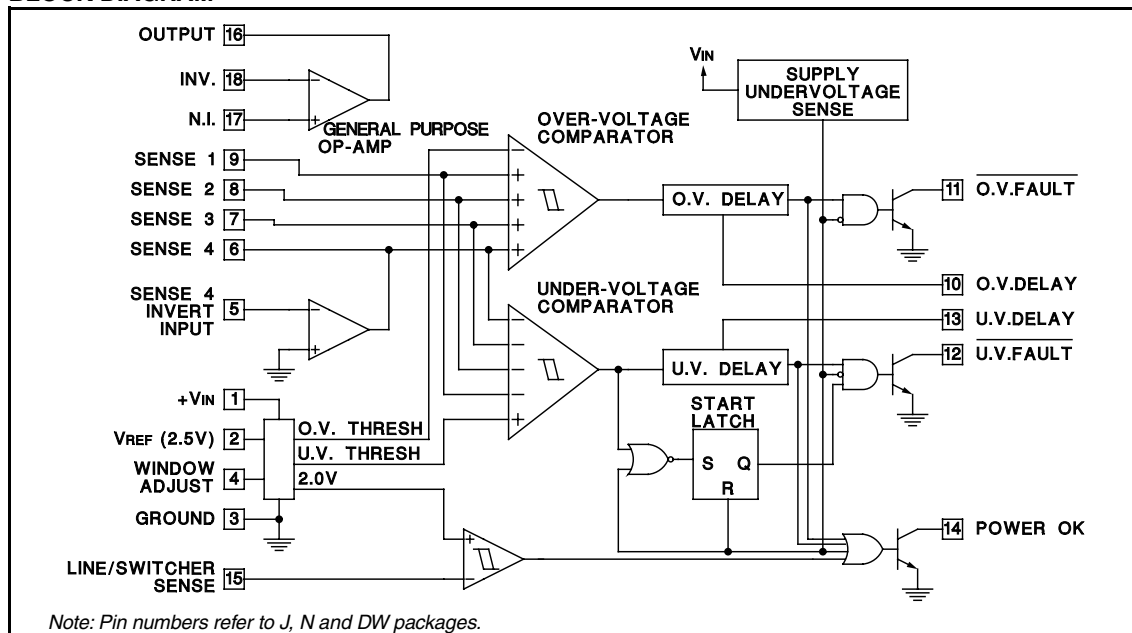 OUTPUT 16
INV. 18
N.I. 17
GENERAL PURPOSE
OP-AMP
SENSE 1 9
SENSE 2 8
SENSE 3 7
SENSE 4 6
SENSE 4
INVERT
INPUT
5
+VIN 1
VREF (2.5V) 2
WINDOW
ADJUST
4
GROUND 3
O.V. THRESH
U.V. THRESH
2.0V
LINE/SWITCHER
SENSE
15
OVER-VOLTAGE
COMPARATOR
UNDER-VOLTAGE
COMPARATOR
VIN
SUPPLY
UNDERVOLTAGE
SENSE
O.V. DELAY
U.V. DELAY
START
LATCH
S Q
R
11 O.V.FAULT
10 O.V.DELAY
13 U.V.DELAY
12 U.V.FAULT
14 POWER OK
Note: Pin numbers refer to J, N and DW packages.